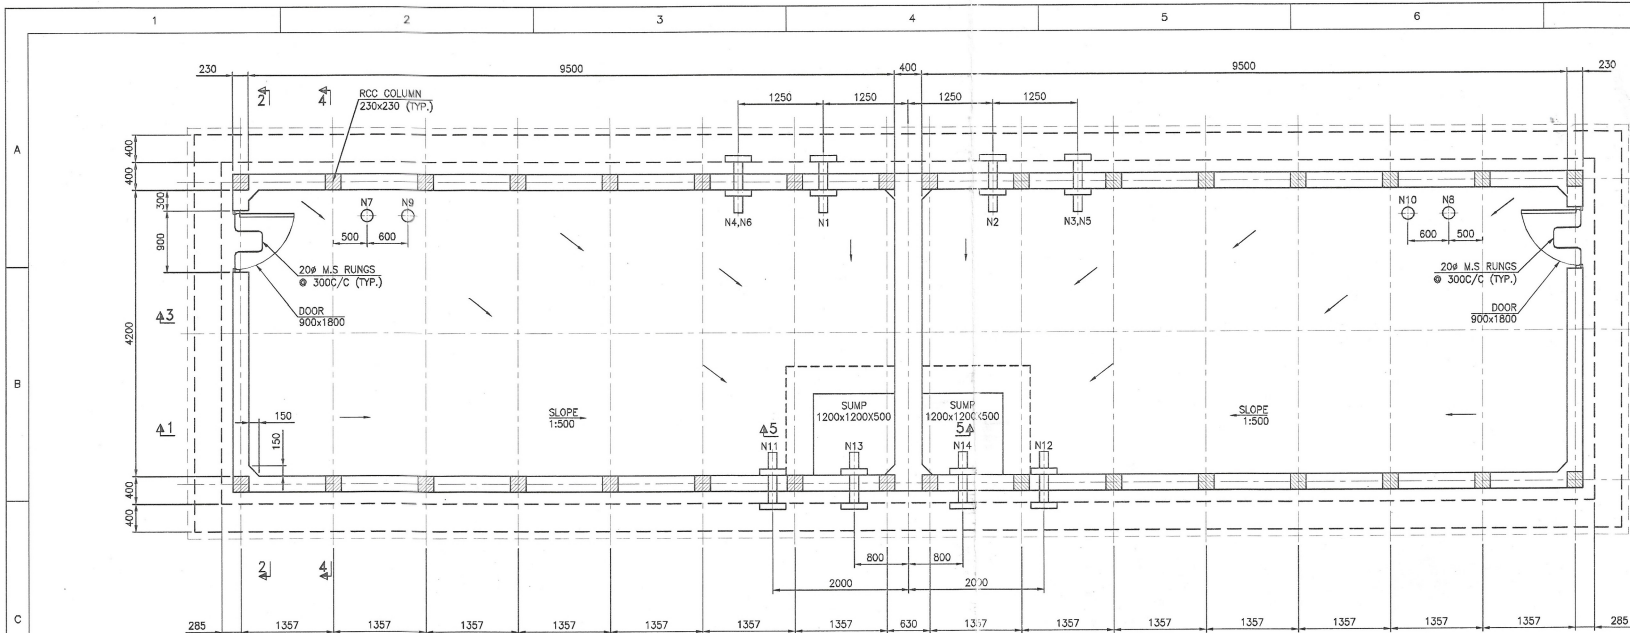 1 2 3 4 5 6
230 9500 400 9500 230
2 4
RCC COLUMN
230x230 (TYP.)
1250 1250 1250 1250
A
400
400
300
900
4200
400
400
N7 N9
500 600
N4,N6 N1 N2 N3,N5
N10 N8
600 500
20ø M.S RUNGS
@ 300C/C (TYP.)
DOOR
900x1800
20ø M.S RUNGS
@ 300C/C (TYP.)
DOOR
900x1800
3
B
1
150
150
SLOPE
1:500
SUMP
1200x1200X500
SUMP
1200x1200X500
SLOPE
1:500
5 5
N11 N13 N14 N12
800 800
2 4
2000 2000
C
285 1357 1357 1357 1357 1357 1357 1357 630 1357 1357 1357 1357 1357 1357 1357 285